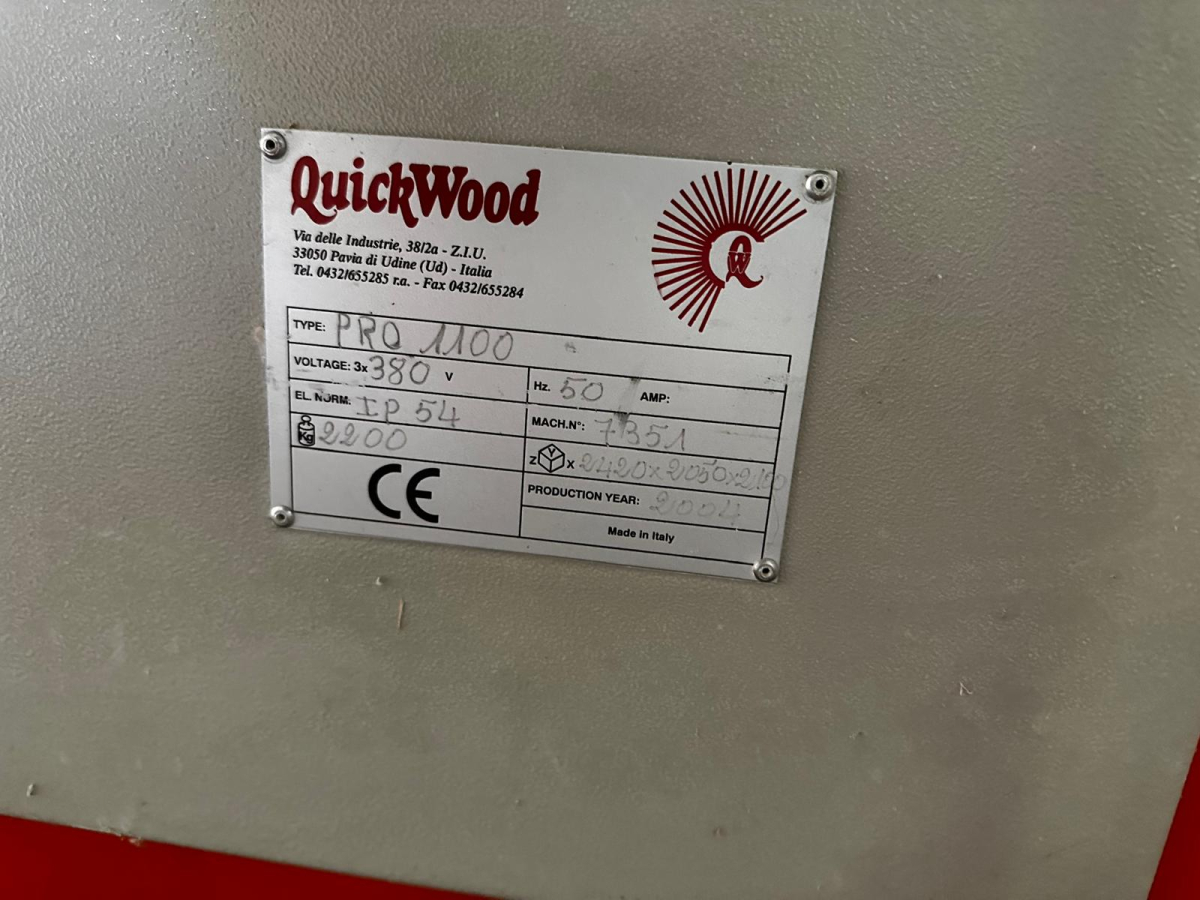 QuickWood
Via delle Industrie, 38/2a - Z.I.U.
33050 Pavia di Udine (Ud) - Italia
Tel. 0432/655285 r.a. - Fax 0432/655284
QW
TYPE: PRO 1100
VOLTAGE: 3x 380 V
Hz. 50 AMP:
EL. NORM: IP 54
MACH.N°: 7351
Kg 2200
Z Y X 2420x2050x2100
CE
PRODUCTION YEAR: 2004
Made in Italy